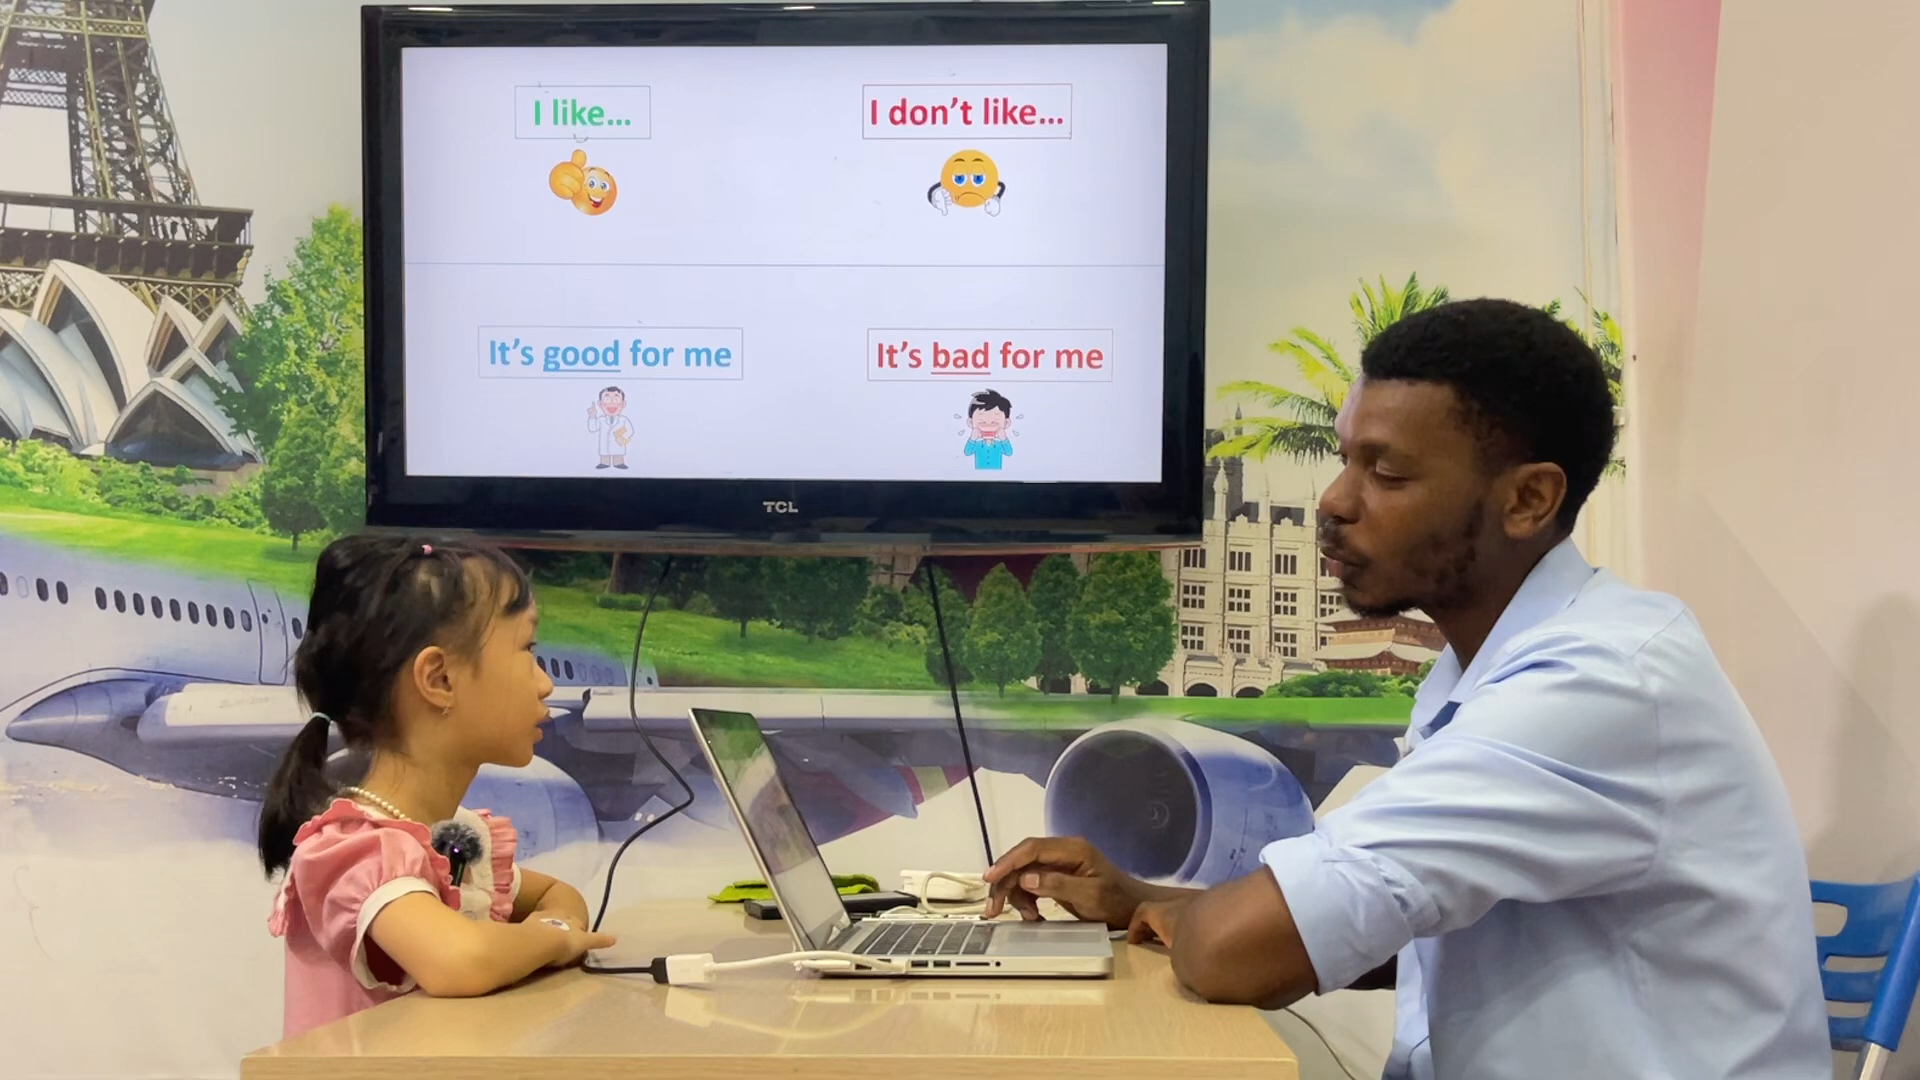 I like...
I don't like...
It's good for me
It's bad for me
TCL